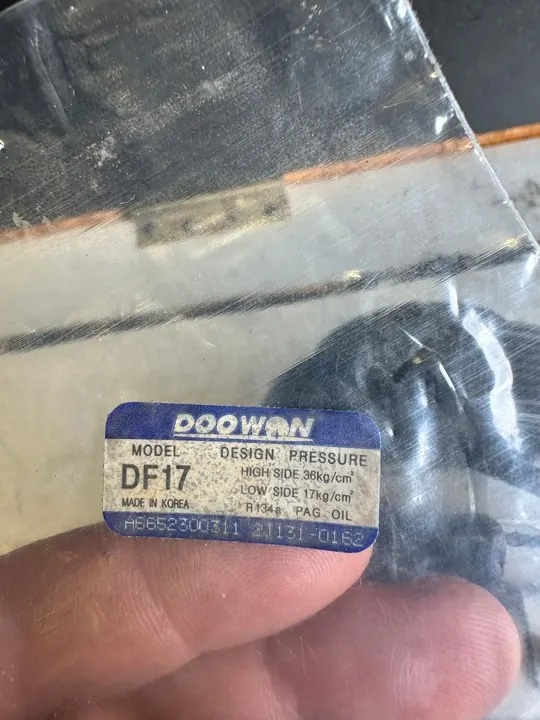 DOOWON
MODEL DESIGN PRESSURE
DF17 HIGH SIDE 36kg/cm²
LOW SIDE 17kg/cm²
MADE IN KOREA R134a PAG OIL
A6652300311 2J131-0162